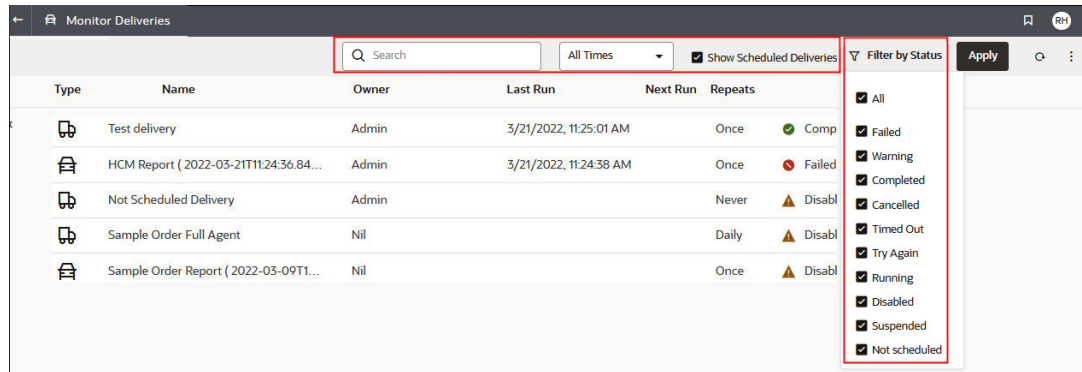 Monitor Deliveries RH
Search All Times Show Scheduled Deliveries Filter by Status Apply
Type Name Owner Last Run Next Run Repeats
All
Test delivery Admin 3/21/2022, 11:25:01 AM Once Comp
Failed
HCM Report ( 2022-03-21T11:24:36.84... Admin 3/21/2022, 11:24:38 AM Once Failed
Warning
Completed
Not Scheduled Delivery Admin Never Disabl
Cancelled
Timed Out
Sample Order Full Agent Nil Daily Disabl
Try Again
Sample Order Report ( 2022-03-09T1... Nil Once Disabl
Running
Disabled
Suspended
Not scheduled